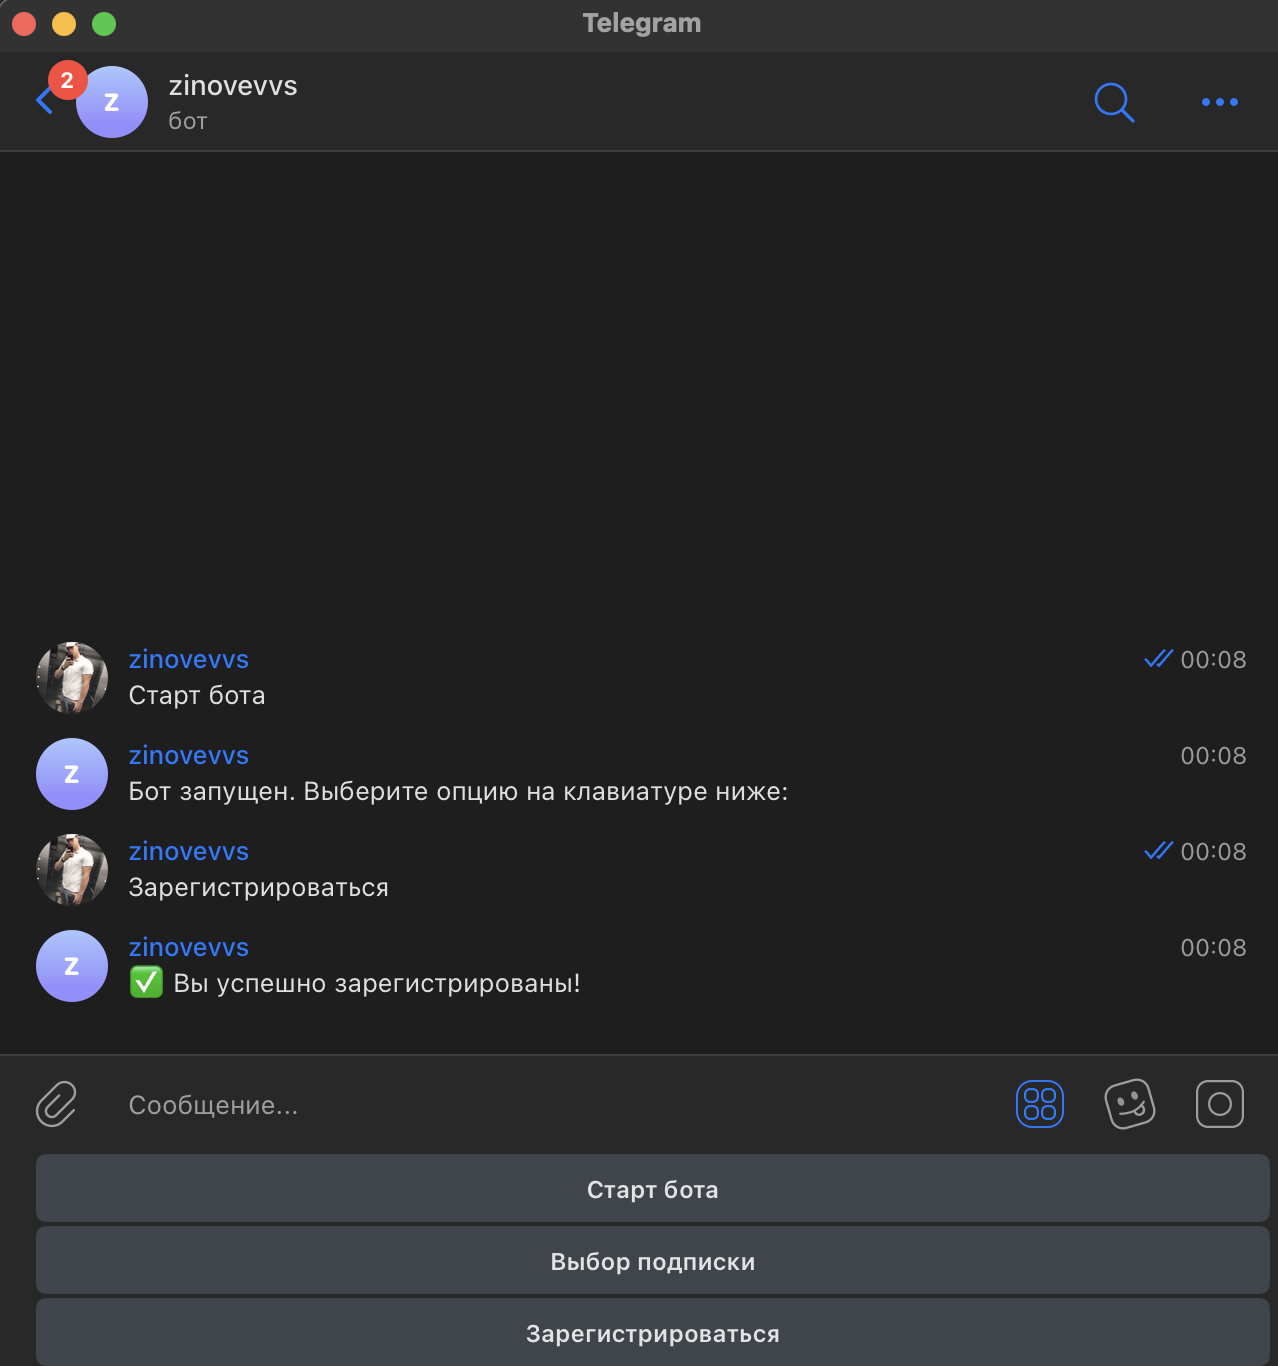 Telegram
2
z
zinovevvs
бот
zinovevvs
00:08
Старт бота
z
zinovevvs
00:08
Бот запущен. Выберите опцию на клавиатуре ниже:
zinovevvs
00:08
Зарегистрироваться
z
zinovevvs
00:08
✅ Вы успешно зарегистрированы!
Сообщение...
Старт бота
Выбор подписки
Зарегистрироваться